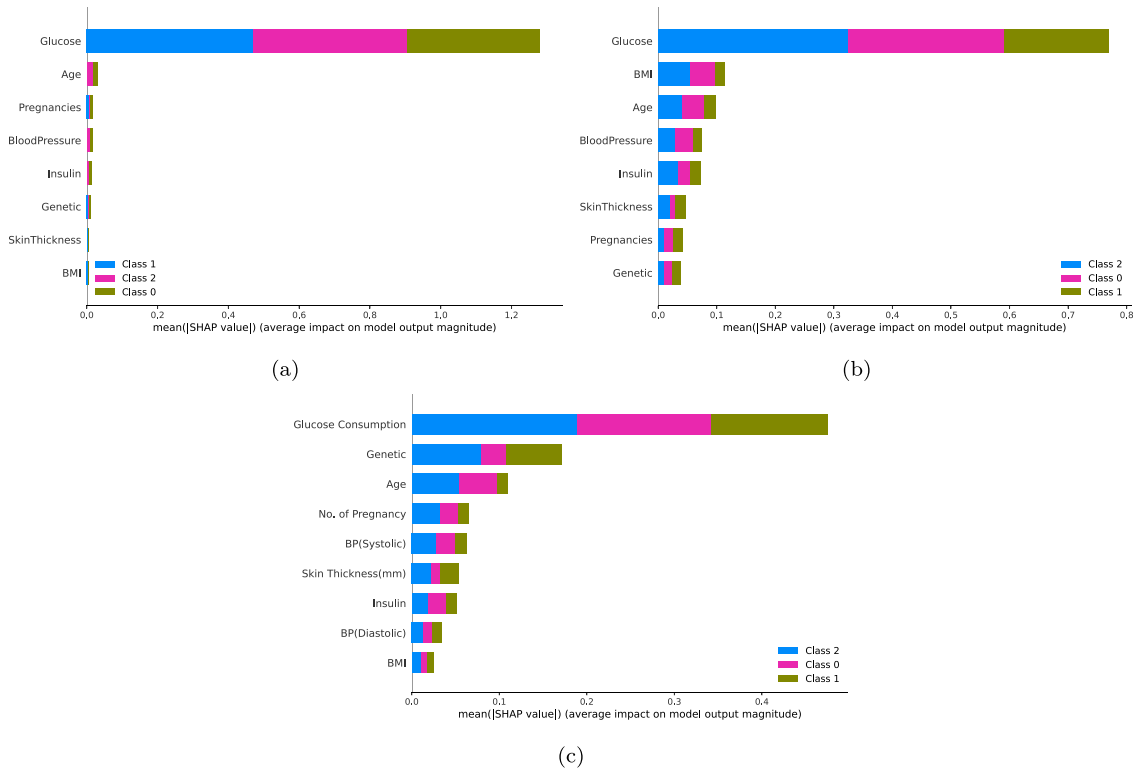 Glucose
Age
Pregnancies
BloodPressure
Insulin
Genetic
SkinThickness
BMI
Class 1
Class 2
Class 0
0,0 0,2 0,4 0,6 0,8 1,0 1,2
mean(|SHAP value|) (average impact on model output magnitude)
(a)
Glucose
BMI
Age
BloodPressure
Insulin
SkinThickness
Pregnancies
Genetic
Class 2
Class 0
Class 1
0,0 0,1 0,2 0,3 0,4 0,5 0,6 0,7 0,8
mean(|SHAP value|) (average impact on model output magnitude)
(b)
Glucose Consumption
Genetic
Age
No. of Pregnancy
BP(Systolic)
Skin Thickness(mm)
Insulin
BP(Diastolic)
BMI
Class 2
Class 0
Class 1
0.0 0.1 0.2 0.3 0.4
mean(|SHAP value|) (average impact on model output magnitude)
(c)